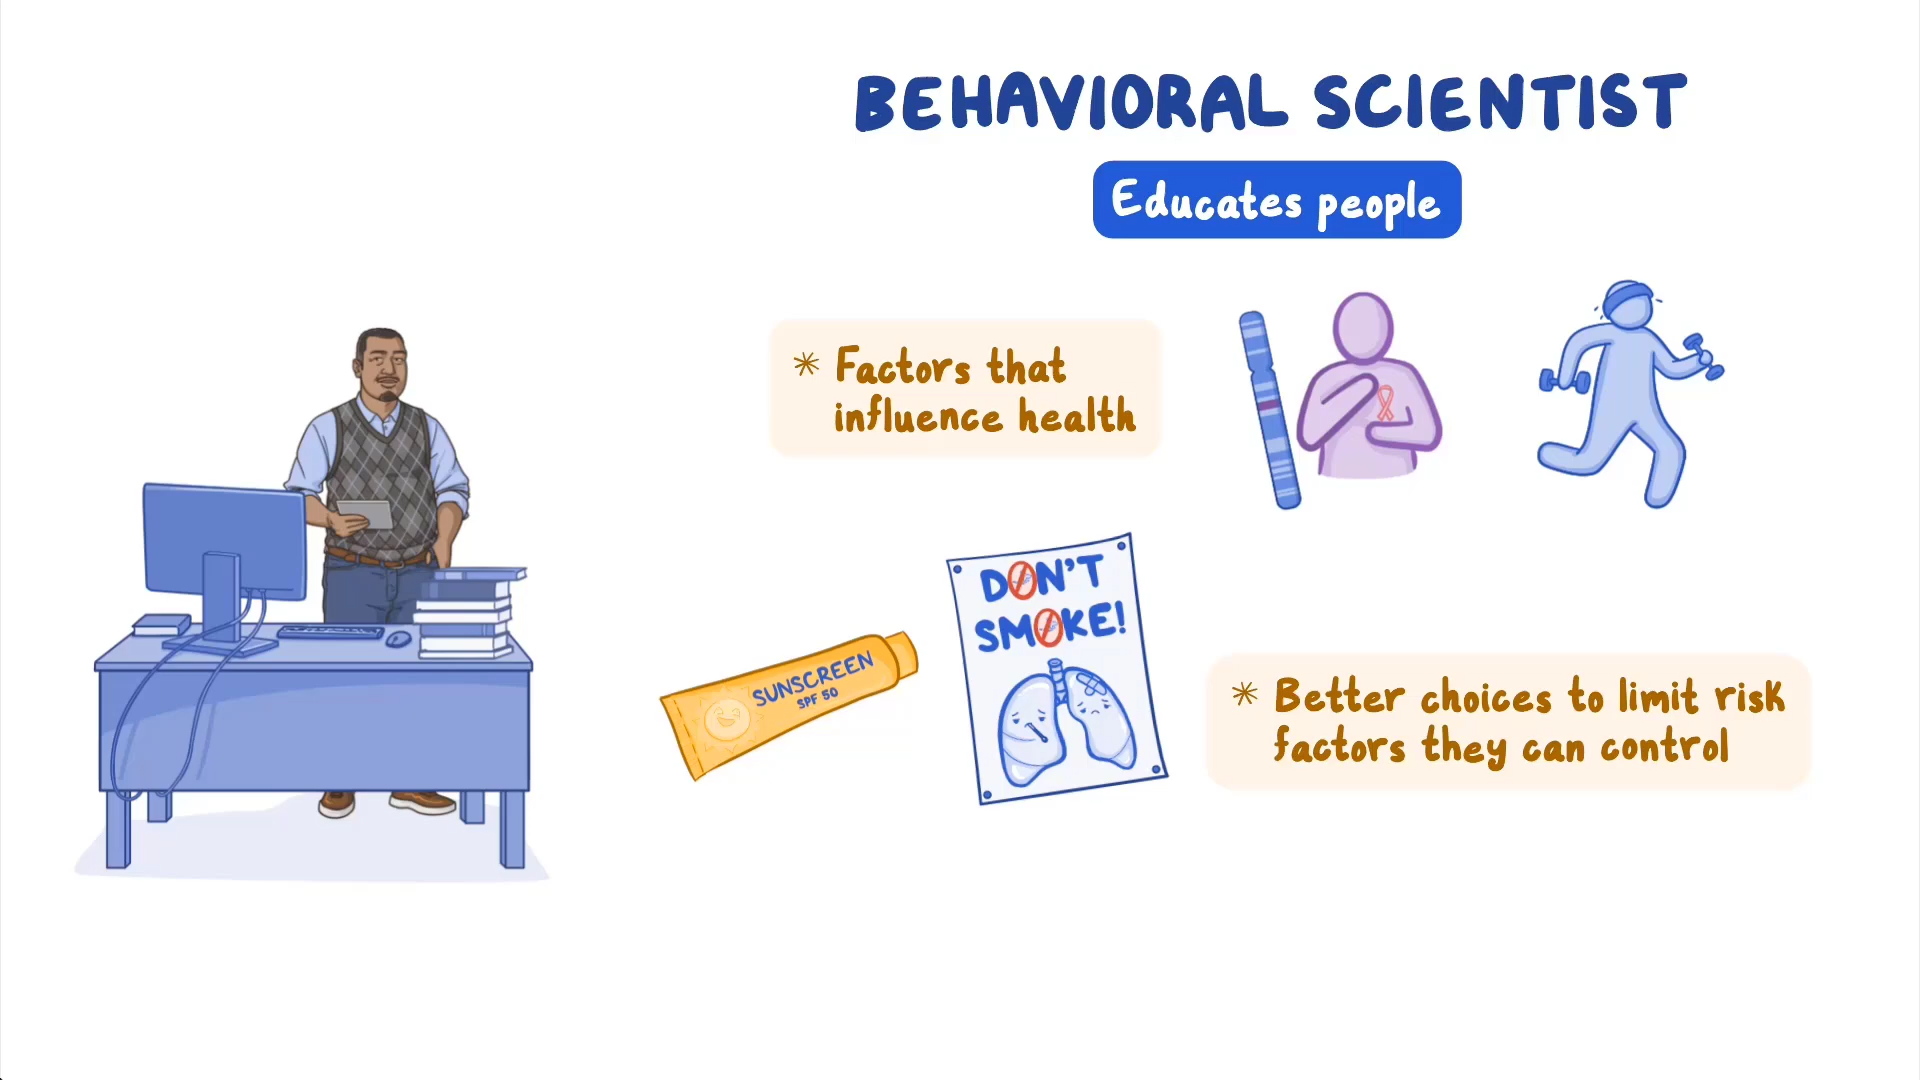 BEHAVIORAL SCIENTIST
Educates people
* Factors that
influence health
DON'T
SMOKE!
SUNSCREEN
SPF 50
* Better choices to limit risk
factors they can control